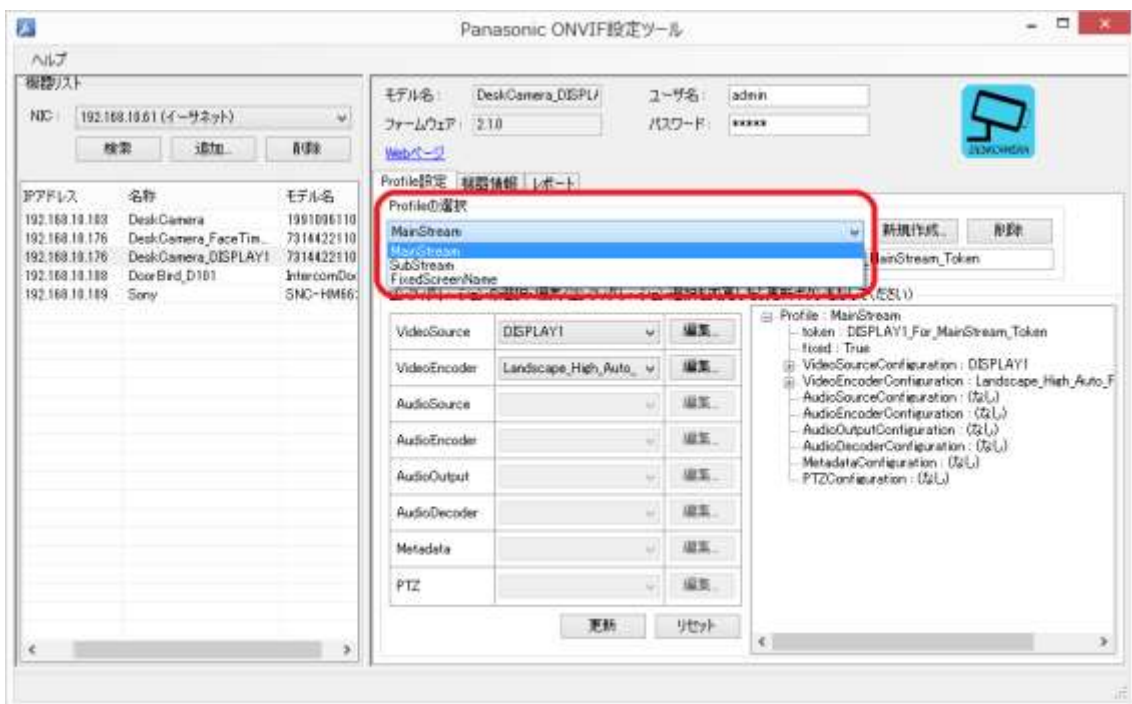 Panasonic ONVIF設定ツール
ヘルプ
機器リスト
NIC : 192.168.10.61 (イーサネット)
検索 追加... 削除
IPアドレス 名称 モデル名
192.168.10.103 DeskCamera 1991096110
192.168.10.176 DeskCamera_FaceTim... 7314422110
192.168.10.176 DeskCamera_DISPLAY1 7314422110
192.168.10.188 DoorBird_D101 IntercomDo
192.168.10.189 Sony SNC-HM66
モデル名: DeskCamera_DISPL ユーザ名: admin
ファームウェア: 2.1.0 パスワード: *****
Webページ
DESKCAMERA
Profile設定 機器情報 レポート
Profileの選択
MainStream 新規作成... 削除
MainStream
SubStream
FixedScreenName
MainStream_Token
VideoSource DISPLAY1 編集...
VideoEncoder Landscape_High_Auto_ 編集...
AudioSource 編集...
AudioEncoder 編集...
AudioOutput 編集...
AudioDecoder 編集...
Metadata 編集...
PTZ 編集...
更新 リセット
Profile : MainStream
token : DISPLAY1_For_MainStream_Token
fixed : True
VideoSourceConfiguration : DISPLAY1
VideoEncoderConfiguration : Landscape_High_Auto_F
AudioSourceConfiguration : (なし)
AudioEncoderConfiguration : (なし)
AudioOutputConfiguration : (なし)
AudioDecoderConfiguration : (なし)
MetadataConfiguration : (なし)
PTZConfiguration : (なし)